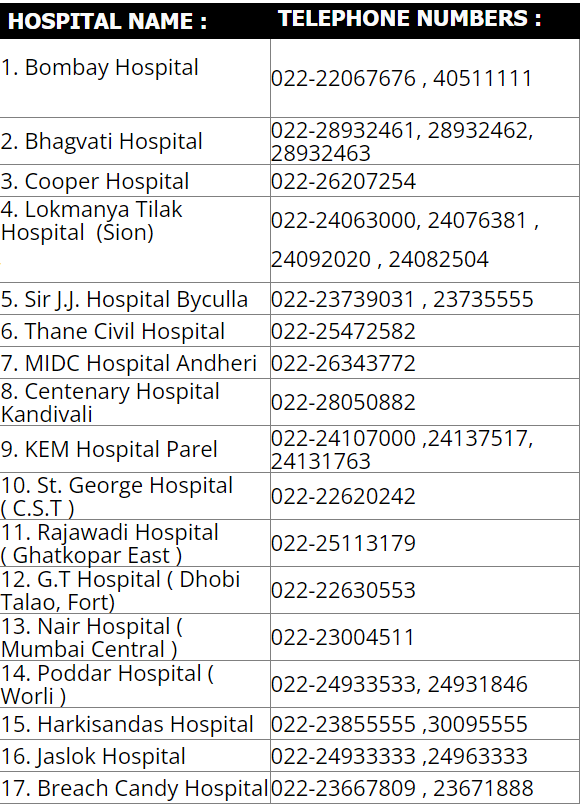 HOSPITAL NAME : TELEPHONE NUMBERS :
1. Bombay Hospital
022-22067676 , 40511111
2. Bhagvati Hospital
022-28932461, 28932462,
28932463
3. Cooper Hospital
022-26207254
4. Lokmanya Tilak
Hospital (Sion)
022-24063000, 24076381 ,
24092020 , 24082504
5. Sir J.J. Hospital Byculla
022-23739031 , 23735555
6. Thane Civil Hospital
022-25472582
7. MIDC Hospital Andheri
022-26343772
8. Centenary Hospital
Kandivali
022-28050882
9. KEM Hospital Parel
022-24107000 ,24137517,
24131763
10. St. George Hospital
( C.S.T )
022-22620242
11. Rajawadi Hospital
( Ghatkopar East )
022-25113179
12. G.T Hospital ( Dhobi
Talao, Fort)
022-22630553
13. Nair Hospital (
Mumbai Central )
022-23004511
14. Poddar Hospital (
Worli )
022-24933533, 24931846
15. Harkisandas Hospital
022-23855555 ,30095555
16. Jaslok Hospital
022-24933333 ,24963333
17. Breach Candy Hospital
022-23667809 , 23671888